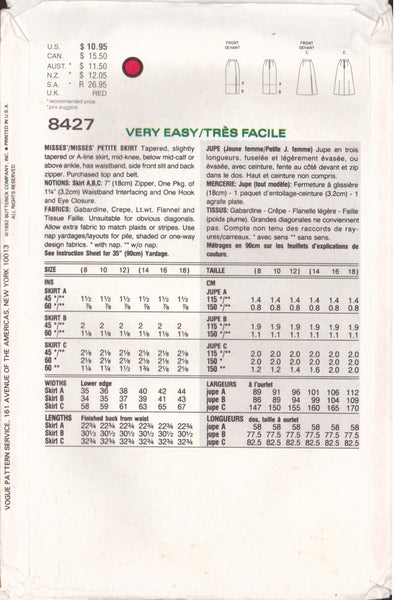 U.S. $ 10.95
CAN. $ 15.50
AUST.* $ 11.50
N.Z. * $ 12.05
S.A. * R 26.95
U.K. RED
*recommended price
*prix suggéré
FRONT
DEVANT
A
B
FRONT
DEVANT
C
C
8427
VERY EASY/TRÈS FACILE
MISSES'/MISSES' PETITE SKIRT Tapered, slightly
tapered or A-line skirt, mid-knee, below mid-calf or
above ankle, has waistband, side front slit and back
zipper. Purchased top and belt.
NOTIONS: Skirt A,B,C: 7" (18cm) Zipper, One Pkg. of
1¼" (3.2cm) Waistband Interfacing and One Hook
and Eye Closure.
FABRICS: Gabardine, Crepe, Lt.wt. Flannel and
Tissue Faille. Unsuitable for obvious diagonals.
Allow extra fabric to match plaids or stripes. Use
nap yardages/layouts for pile, shaded or one-way
design fabrics. * with nap. ** w/o nap.
See Instruction Sheet for 35" (90cm) Yardage.
JUPE (Jeune femme/Petite J. femme) Jupe en trois
longueurs, fuselée et légèrement évasée, ou
évasée, avec ceinture, fente au côté devant et zip
dans le dos. Haut et ceinture non compris.
MERCERIE: Jupe (tout modèle): Fermeture à glissière
(18cm) - 1 paquet d'entoilage-ceinture (3.2cm) - 1
agrafe plate.
TISSUS: Gabardine - Crêpe - Flanelle légère - Faille
(poids plume). Grandes diagonales ne conviennent
pas. Compte non tenu des raccords de ray-
ures/carreaux. * avec sens ** sans sens.
Métrages en 90cm sur les feuilles d'explications de
couture.
SIZE (8 10 12) (14 16 18)
INS
SKIRT A
45 */** 1½ 1½ 1½ 1½ 1½ 1½
60 */** ⅞ ⅞ ⅞ ⅞ ⅞ ⅞
SKIRT B
45 */** 2 2 2 2 2 2
60 */** 1⅛ 1⅛ 1⅛ 1⅛ 1⅛ 1⅛
SKIRT C
45 */** 2⅛ 2⅛ 2⅛ 2⅛ 2⅛ 2⅛
60 * 2⅛ 2⅛ 2⅛ 2⅛ 2⅛ 2⅛
60 ** 1¼ 1¼ 1½ 1¾ 2⅛ 2⅛
WIDTHS Lower edge
Skirt A 35 36 38 40 42 44
Skirt B 34 35 37 39 41 43
Skirt C 58 59 61 63 65 67
LENGTHS Finished back from waist
Skirt A 22¾ 22¾ 22¾ 22¾ 22¾ 22¾
Skirt B 30½ 30½ 30½ 30½ 30½ 30½
Skirt C 32¾ 32¾ 32¾ 32¾ 32¾ 32¾
TAILLE (8 10 12) (14 16 18)
CM
JUPE A
115 */** 1.4 1.4 1.4 1.4 1.4 1.4
150 */** 0.8 0.8 0.8 0.8 0.8 0.8
JUPE B
115 */** 1.9 1.9 1.9 1.9 1.9 1.9
150 */** 1.1 1.1 1.1 1.1 1.1 1.1
JUPE C
115 */** 2.0 2.0 2.0 2.0 2.0 2.0
150 * 2.0 2.0 2.0 2.0 2.0 2.0
150 ** 1.2 1.2 1.4 1.6 2.0 2.0
LARGEURS à l'ourlet
jupe A 89 91 96 101 106 112
jupe B 86 89 94 99 104 109
jupe C 147 150 155 160 165 170
LONGUEURS dos, taille à ourlet
jupe A 58 58 58 58 58 58
jupe B 77.5 77.5 77.5 77.5 77.5 77.5
jupe C 82.5 82.5 82.5 82.5 82.5 82.5
VOGUE PATTERN SERVICE, 161 AVENUE OF THE AMERICAS, NEW YORK 10013 © 1992 BUTTERICK COMPANY, INC. • PRINTED IN U.S.A.